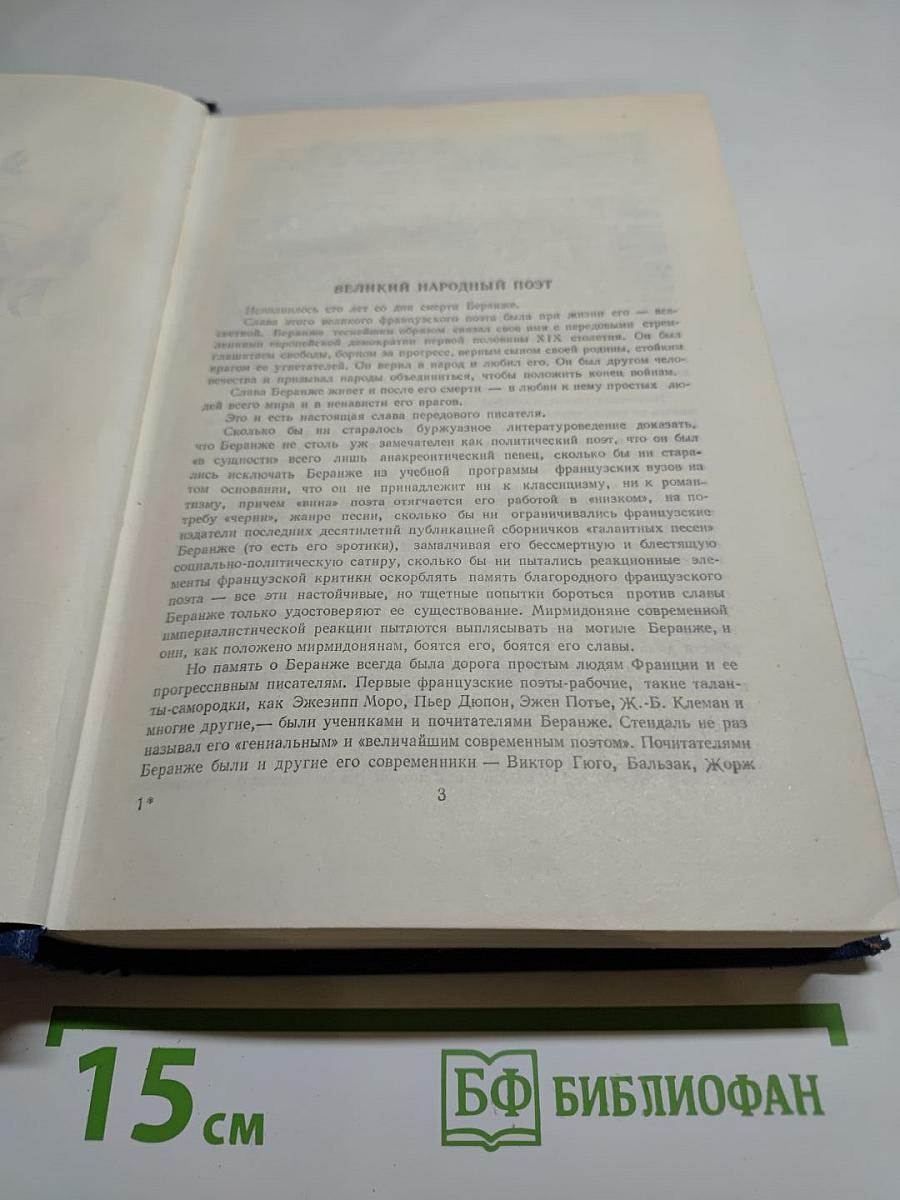 ВЕЛИКИЙ НАРОДНЫЙ ПОЭТ
Исполнилось сто лет со дня смерти Беранже.
Слава этого великого французского поэта была при жизни его — все-
светной. Беранже теснейшим образом связал свое имя с передовыми стрем-
лениями европейской демократии первой половины XIX столетия. Он был
глашатаем свободы, борцом за прогресс, верным сыном своей родины, стойким
врагом ее угнетателей. Он верил в народ и любил его. Он был другом чело-
вечества и призывал народы объединиться, чтобы положить конец войнам.
Слава Беранже живет и после его смерти — в любви к нему простых лю-
дей всего мира и в ненависти его врагов.
Это и есть настоящая слава передового писателя.
Сколько бы ни старалось буржуазное литературоведение доказать,
что Беранже не столь уж замечателен как политический поэт, что он был
«в сущности» всего лишь анакреонтический певец, сколько бы ни стара-
лись исключать Беранже из учебной программы французских вузов на
том основании, что он не принадлежит ни к классицизму, ни к роман-
тизму, причем «вина» поэта отягчается его работой в «низком», на по-
требу «черни», жанре песни, сколько бы ни ограничивались французские
издатели последних десятилетий публикацией сборничков «галантных песен»
Беранже (то есть его эротики), замалчивая его бессмертную и блестящую
социально-политическую сатиру, сколько бы ни пытались реакционные эле-
менты французской критики оскорблять память благородного французского
поэта — все эти настойчивые, но тщетные попытки бороться против славы
Беранже только удостоверяют ее существование. Мирмидоняне современной
империалистической реакции пытаются выплясывать на могиле Беранже, и
они, как положено мирмидонянам, боятся его, боятся его славы.
Но память о Беранже всегда была дорога простым людям Франции и ее
прогрессивным писателям. Первые французские поэты-рабочие, такие талан-
ты-самородки, как Эжезипп Моро, Пьер Дюпон, Эжен Потье, Ж.-Б. Клеман и
многие другие,— были учениками и почитателями Беранже. Стендаль не раз
называл его «гениальным» и «величайшим современным поэтом». Почитателями
Беранже были и другие его современники — Виктор Гюго, Бальзак, Жорж
1*
3
15 см
БФ БИБЛИОФАН